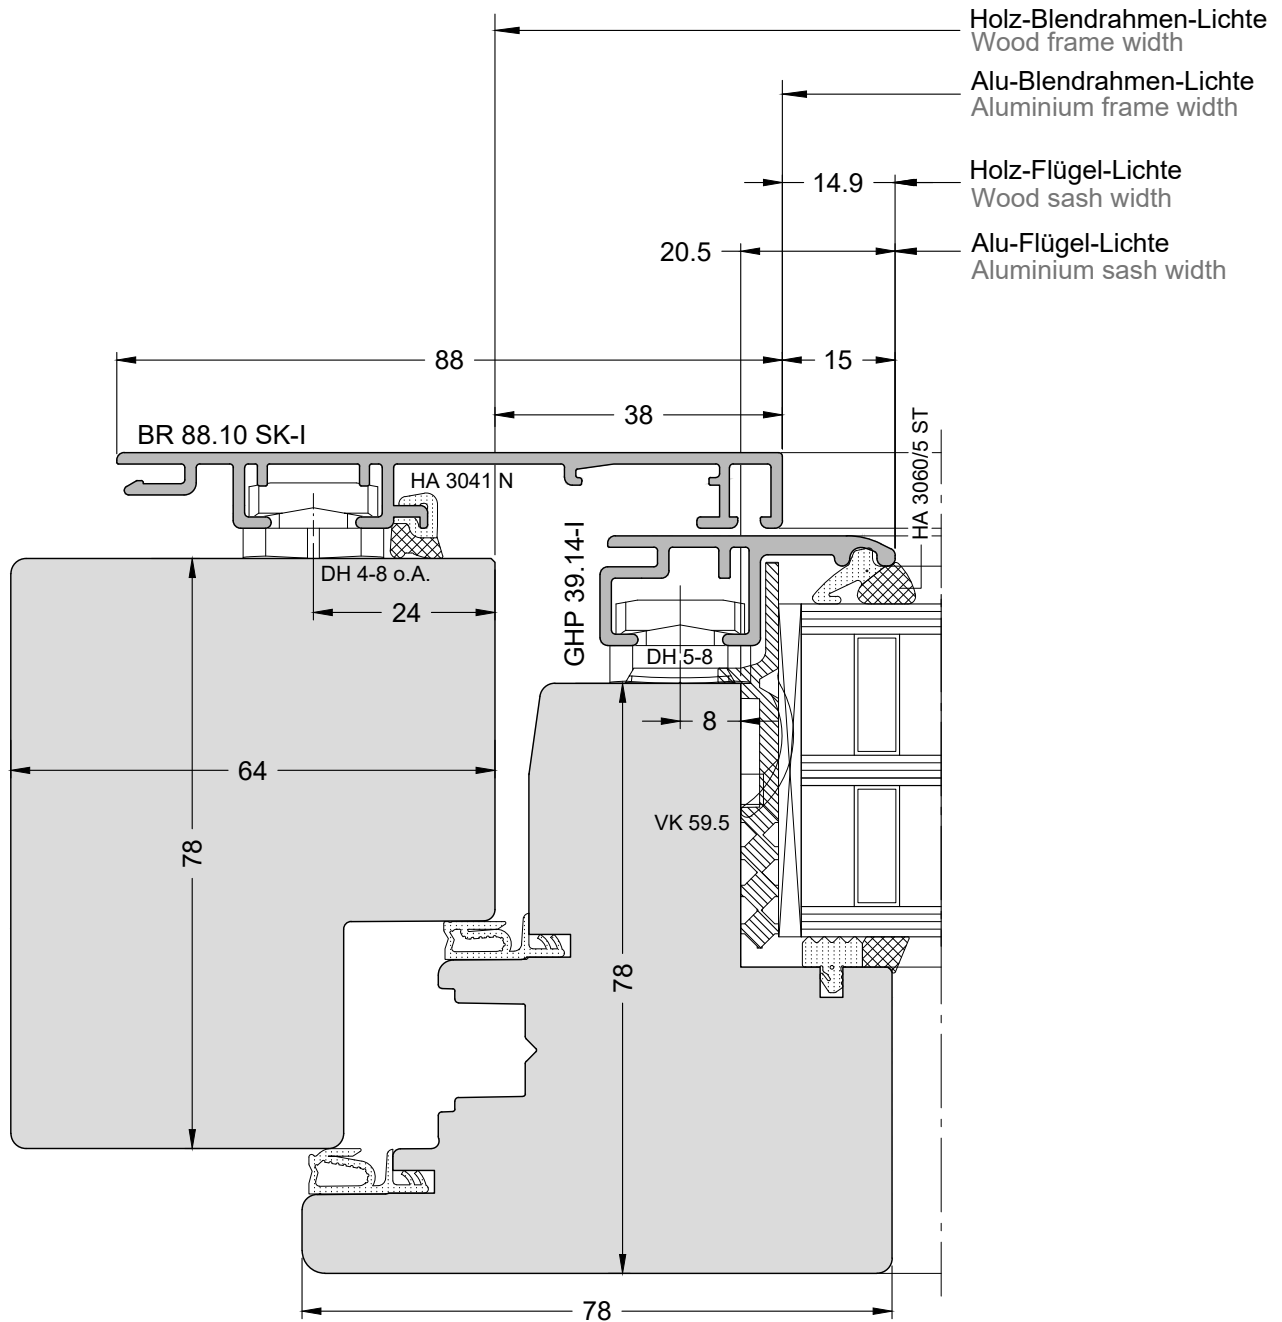 Holz-Blendrahmen-Lichte
Wood frame width
Alu-Blendrahmen-Lichte
Aluminium frame width
14.9
Holz-Flügel-Lichte
Wood sash width
20.5
Alu-Flügel-Lichte
Aluminium sash width
88
15
38
BR 88.10 SK-I
HA 3041 N
HA 3060/5 ST
GHP 39.14-I
DH 4-8 o.A.
24
DH 5-8
8
64
VK 59.5
78
78
78